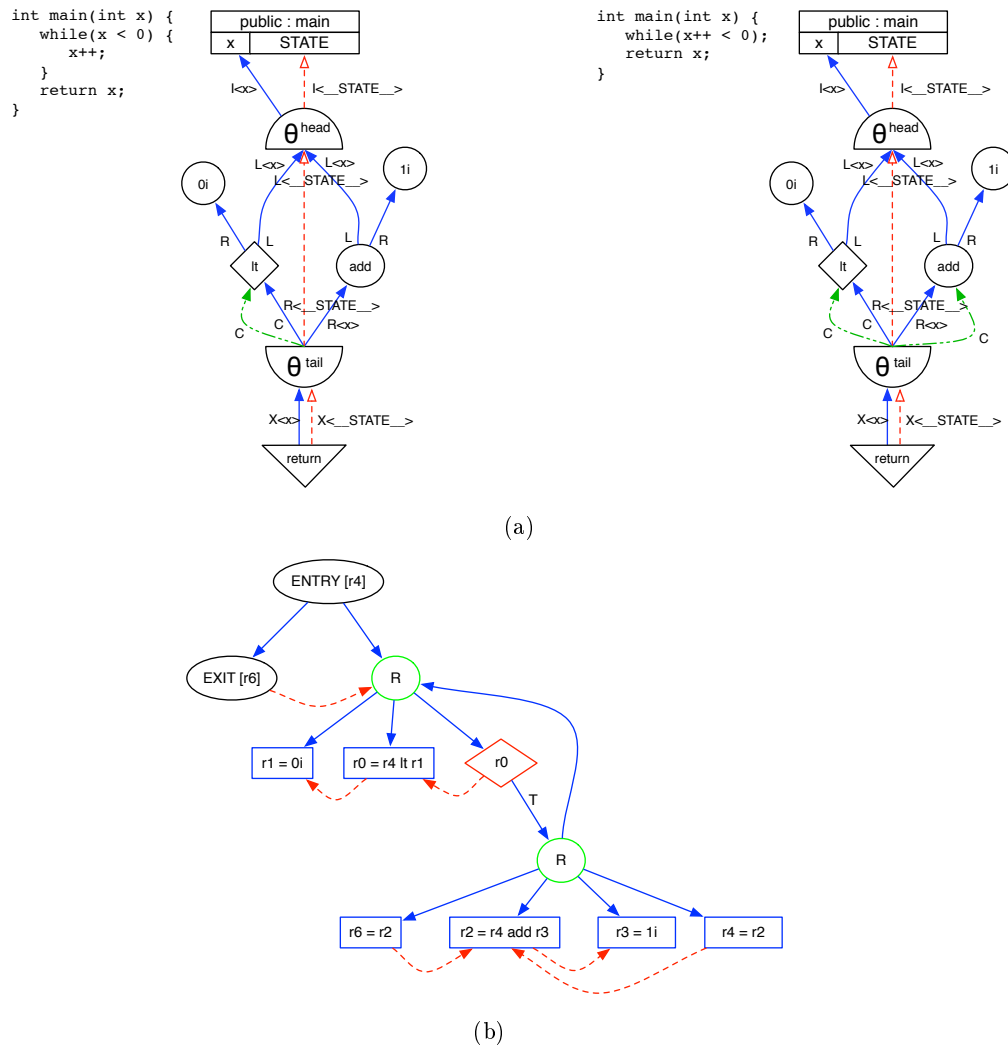 int main(int x) {
while(x < 0) {
x++;
}
return x;
}
public : main
x STATE
I<x> I<__STATE__>
θ head
L<x> L<x>
L<__STATE__>
0i 1i
R L L R
lt add
R<__STATE__>
C C R<x>
θ tail
X<x> X<__STATE__>
return
int main(int x) {
while(x++ < 0);
return x;
}
public : main
x STATE
I<x> I<__STATE__>
θ head
L<x> L<x>
L<__STATE__>
0i 1i
R L L R
lt add
R<__STATE__>
C C R<x> C
θ tail
X<x> X<__STATE__>
return
(a)
ENTRY [r4]
EXIT [r6] R
r1 = 0i r0 = r4 lt r1 r0
T
R
r6 = r2 r2 = r4 add r3 r3 = 1i r4 = r2
(b)